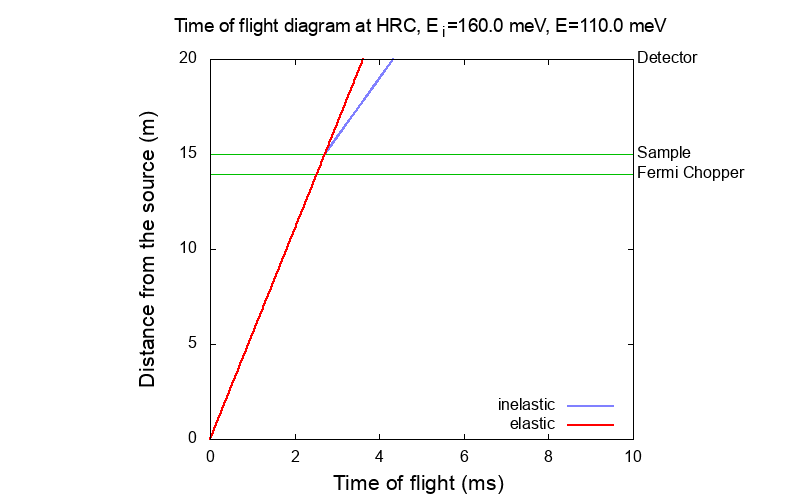 Time of flight diagram at HRC, E i=160.0 meV, E=110.0 meV
20
Detector
15
Sample
Fermi Chopper
10
5
0
Distance from the source (m)
inelastic
elastic
0 2 4 6 8 10
Time of flight (ms)